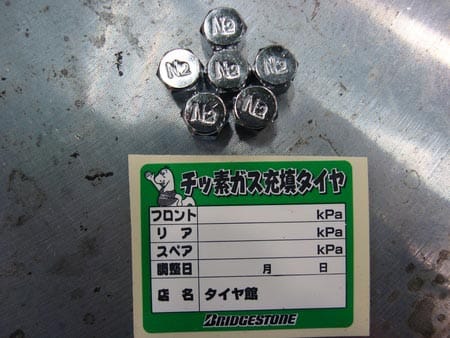 N2
N2 N2 N2
N2 N2
チッ素ガス充填タイヤ
フロント kPa
リア kPa
スペア kPa
調整日 月 日
店名 タイヤ館
BRIDGESTONE